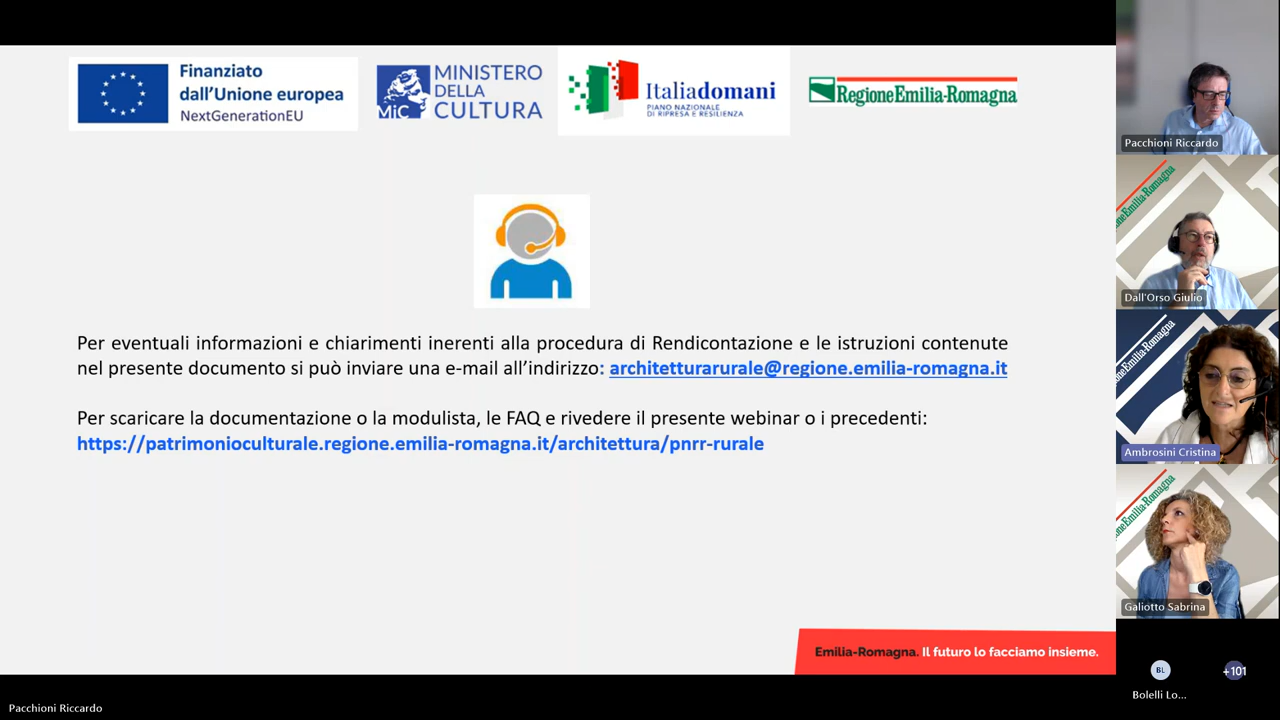 Finanziato
dall'Unione europea
NextGenerationEU
MiC
MINISTERO
DELLA
CULTURA
Italiadomani
PIANO NAZIONALE
DI RIPRESA E RESILIENZA
RegioneEmilia-Romagna
Per eventuali informazioni e chiarimenti inerenti alla procedura di Rendicontazione e le istruzioni contenute
nel presente documento si può inviare una e-mail all'indirizzo: architetturarurale@regione.emilia-romagna.it
Per scaricare la documentazione o la modulista, le FAQ e rivedere il presente webinar o i precedenti:
https://patrimonioculturale.regione.emilia-romagna.it/architettura/pnrr-rurale
Emilia-Romagna. Il futuro lo facciamo insieme.
Pacchioni Riccardo
Pacchioni Riccardo
Dall'Orso Giulio
Ambrosini Cristina
Galiotto Sabrina
BL
+101
Bolelli Lo...